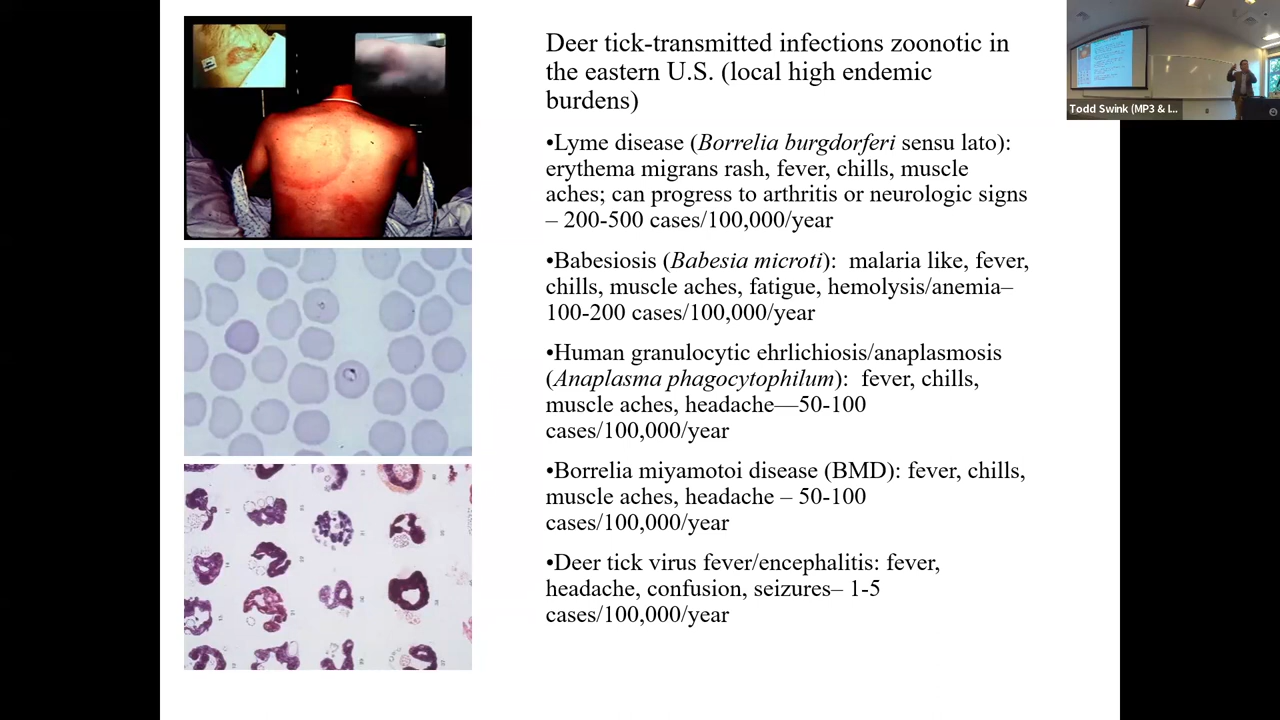 Deer tick-transmitted infections zoonotic in
the eastern U.S. (local high endemic
burdens)
•Lyme disease (Borrelia burgdorferi sensu lato):
erythema migrans rash, fever, chills, muscle
aches; can progress to arthritis or neurologic signs
– 200-500 cases/100,000/year
•Babesiosis (Babesia microti):  malaria like, fever,
chills, muscle aches, fatigue, hemolysis/anemia–
100-200 cases/100,000/year
•Human granulocytic ehrlichiosis/anaplasmosis
(Anaplasma phagocytophilum):  fever, chills,
muscle aches, headache—50-100
cases/100,000/year
•Borrelia miyamotoi disease (BMD): fever, chills,
muscle aches, headache – 50-100
cases/100,000/year
•Deer tick virus fever/encephalitis: fever,
headache, confusion, seizures– 1-5
cases/100,000/year
Todd Swink (MP3 & I...